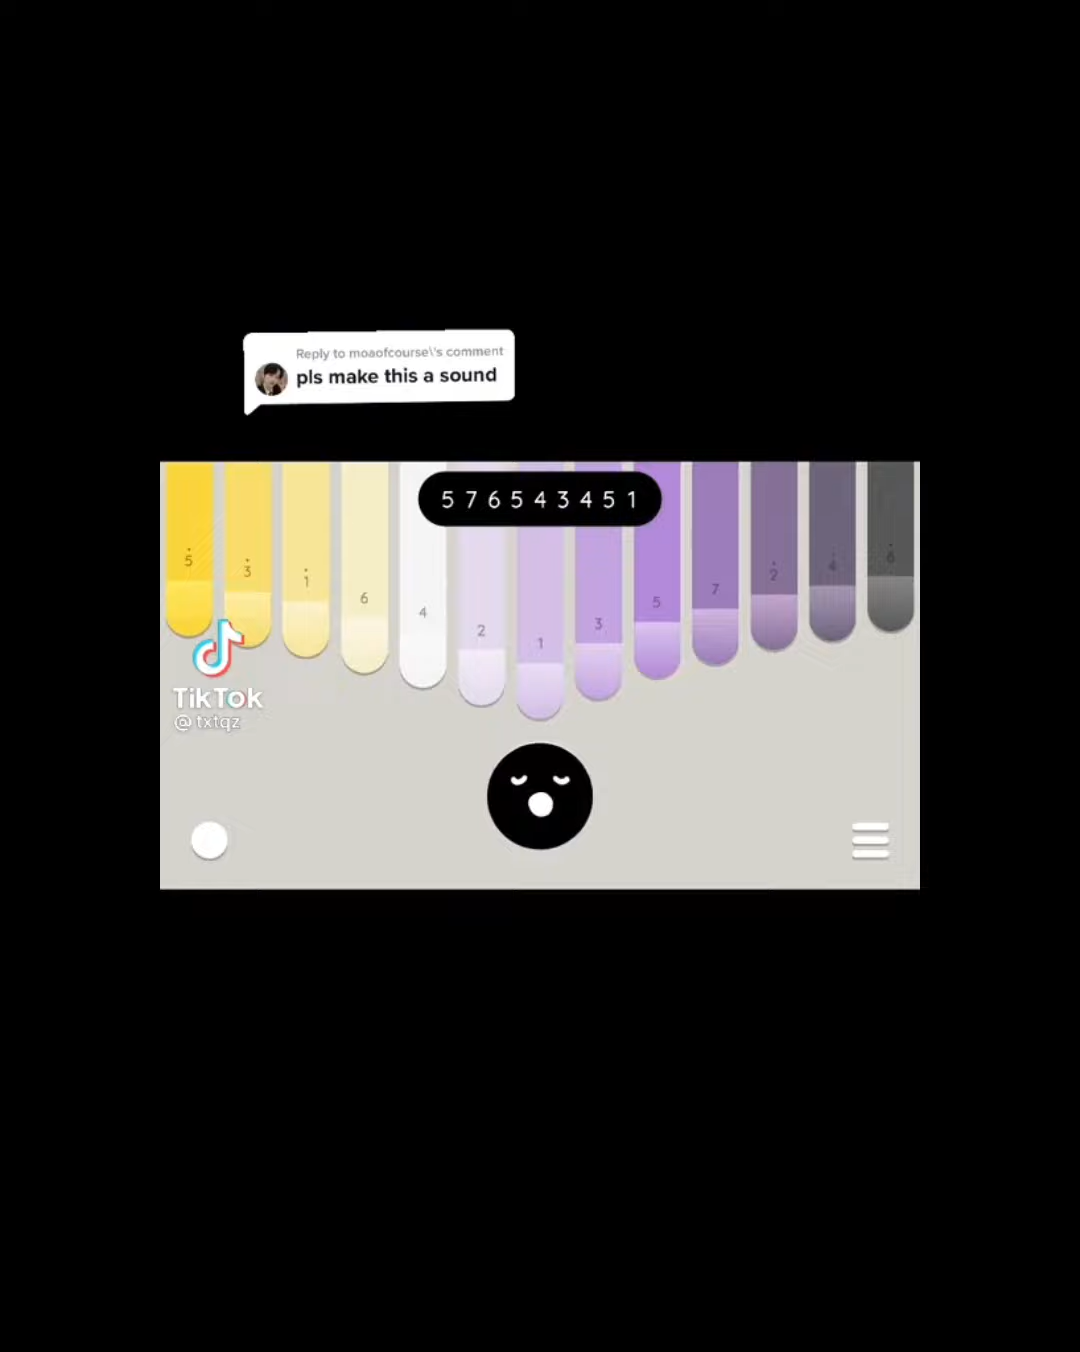 Reply to moaofcourse\'s comment
pls make this a sound
5 7 6 5 4 3 4 5 1
5̇ 3̇ 1̇ 6 4 2 1 3 5 7 2̇ 4̇ 6̇
TikTok
@txtqz